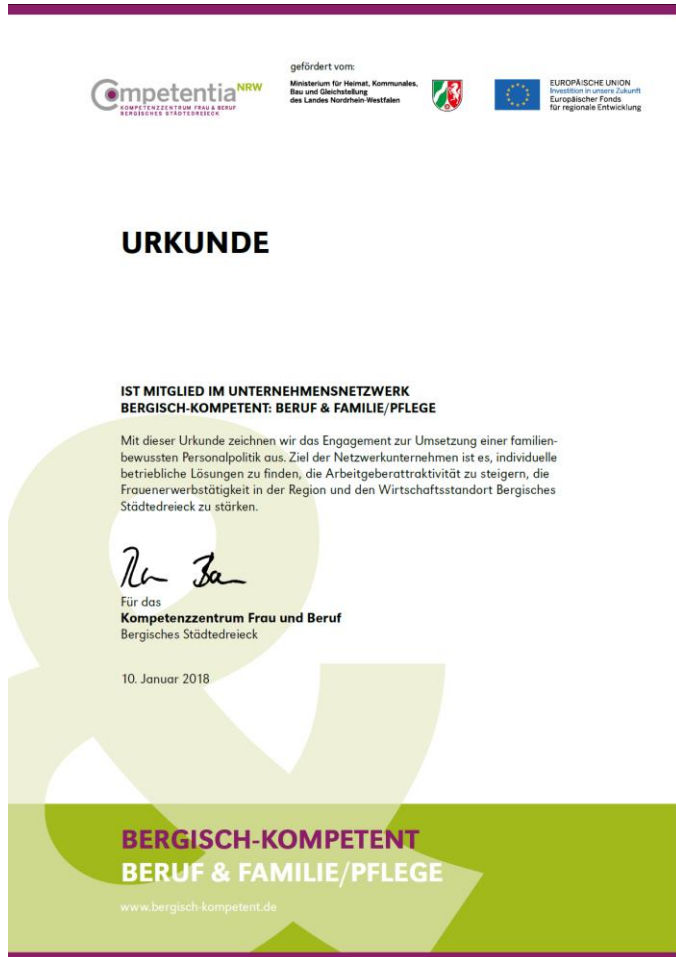 CompetentiaNRW
KOMPETENZZENTRUM FRAU & BERUF
BERGISCHES STÄDTEDREIECK
gefördert vom:
Ministerium für Heimat, Kommunales,
Bau und Gleichstellung
des Landes Nordrhein-Westfalen
EUROPÄISCHE UNION
Investition in unsere Zukunft
Europäischer Fonds
für regionale Entwicklung
URKUNDE
IST MITGLIED IM UNTERNEHMENSNETZWERK
BERGISCH-KOMPETENT: BERUF & FAMILIE/PFLEGE
Mit dieser Urkunde zeichnen wir das Engagement zur Umsetzung einer familien-
bewussten Personalpolitik aus. Ziel der Netzwerkunternehmen ist es, individuelle
betriebliche Lösungen zu finden, die Arbeitgeberattraktivität zu steigern, die
Frauenerwerbstätigkeit in der Region und den Wirtschaftsstandort Bergisches
Städtedreieck zu stärken.
Für das
Kompetenzzentrum Frau und Beruf
Bergisches Städtedreieck
10. Januar 2018
BERGISCH-KOMPETENT
BERUF & FAMILIE/PFLEGE
www.bergisch-kompetent.de